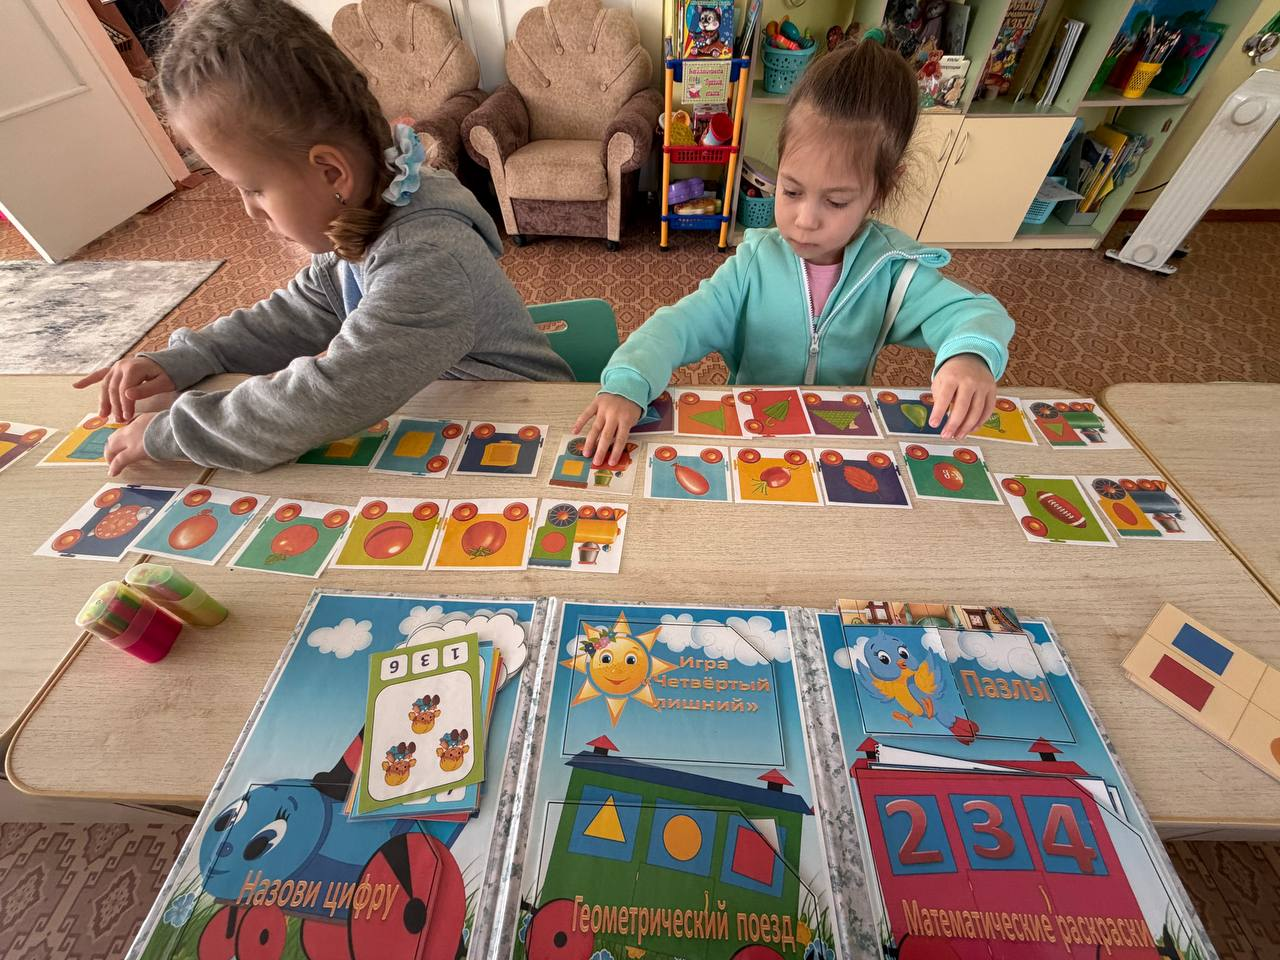 1 3 6
Назови цифру
Игра
«Четвёртый
лишний»
Геометрический поезд
Пазлы
2 3 4
Математические раскраски